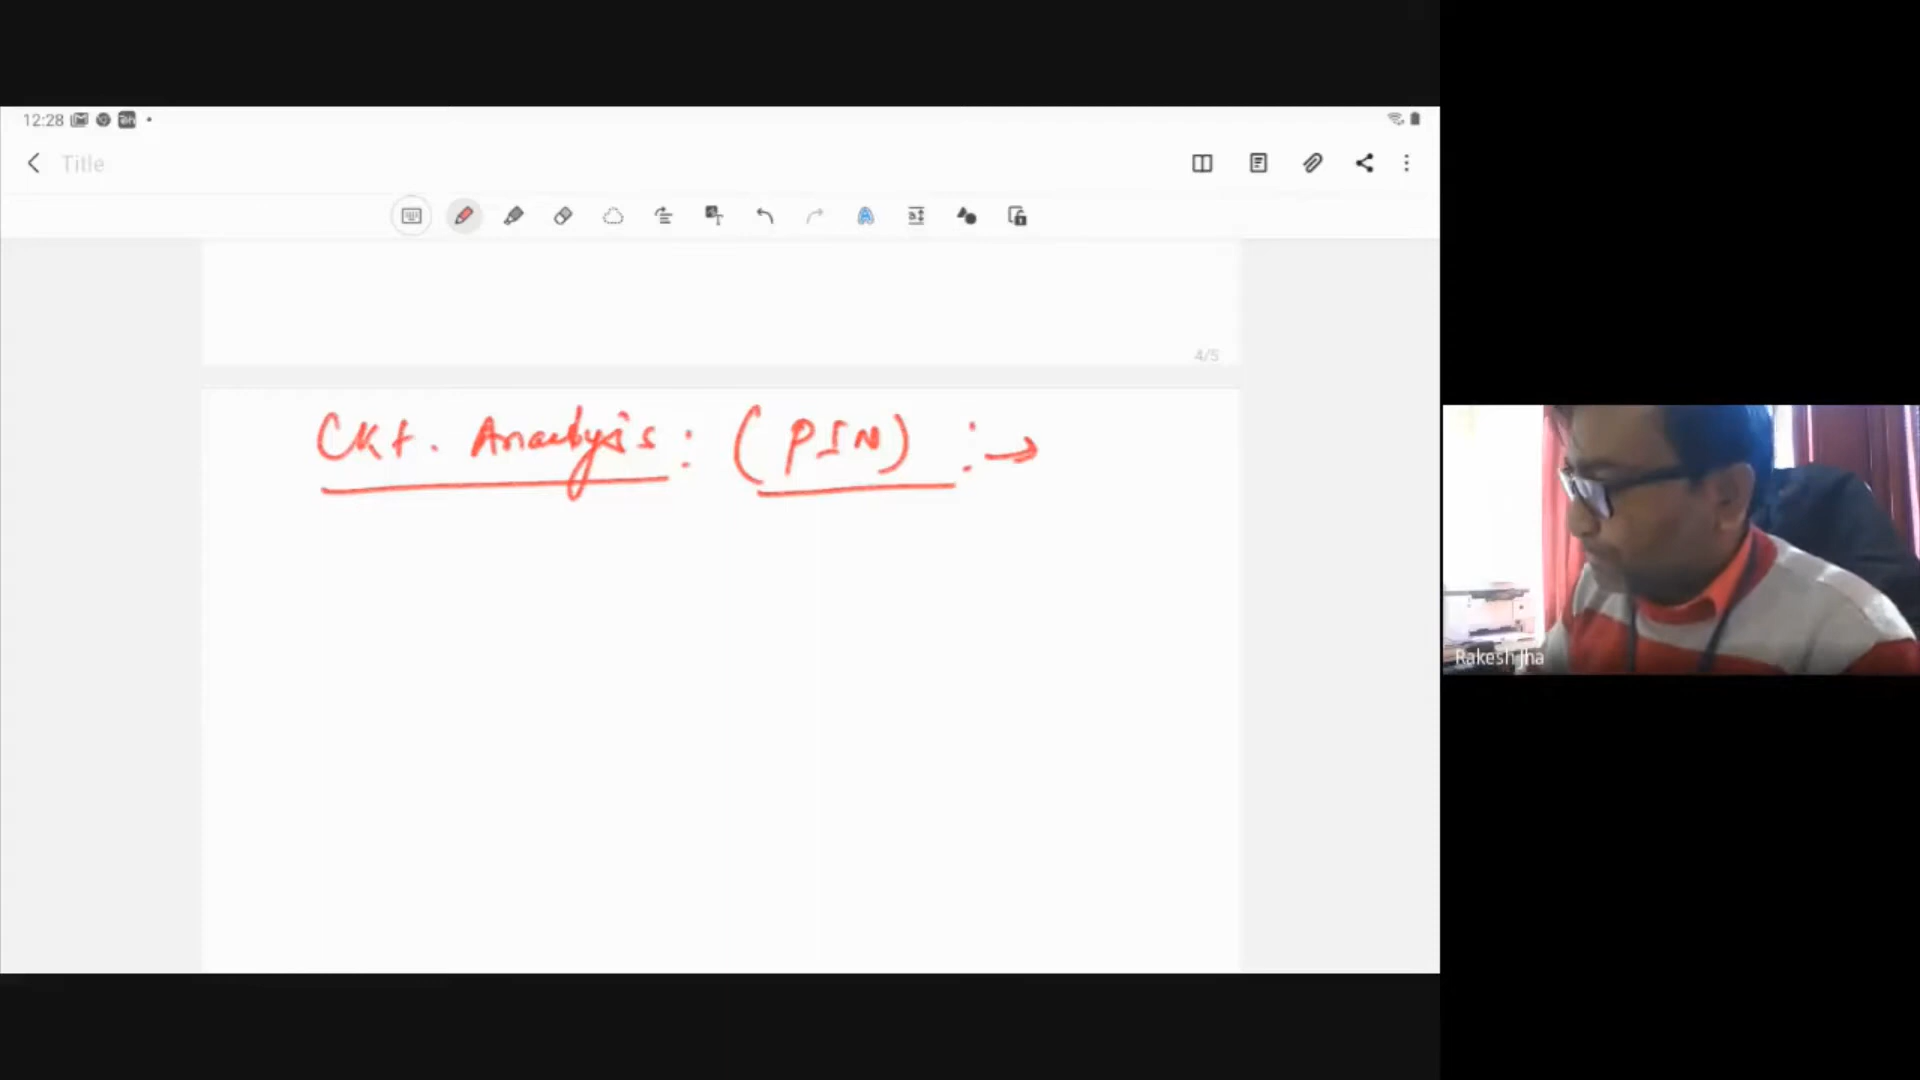 12:28
Title
4/5
Ckt. Analysis: (PIN) :→
Rakesh Jha